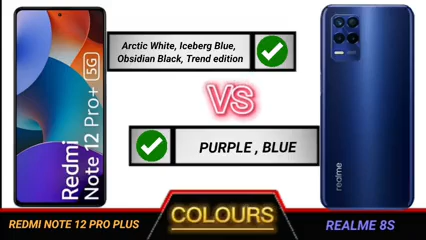 Arctic White, Iceberg Blue,
Obsidian Black, Trend edition
Redmi
Note 12 Pro+ 5G
VS
PURPLE , BLUE
realme
COLOURS
REDMI NOTE 12 PRO PLUS
REALME 8S